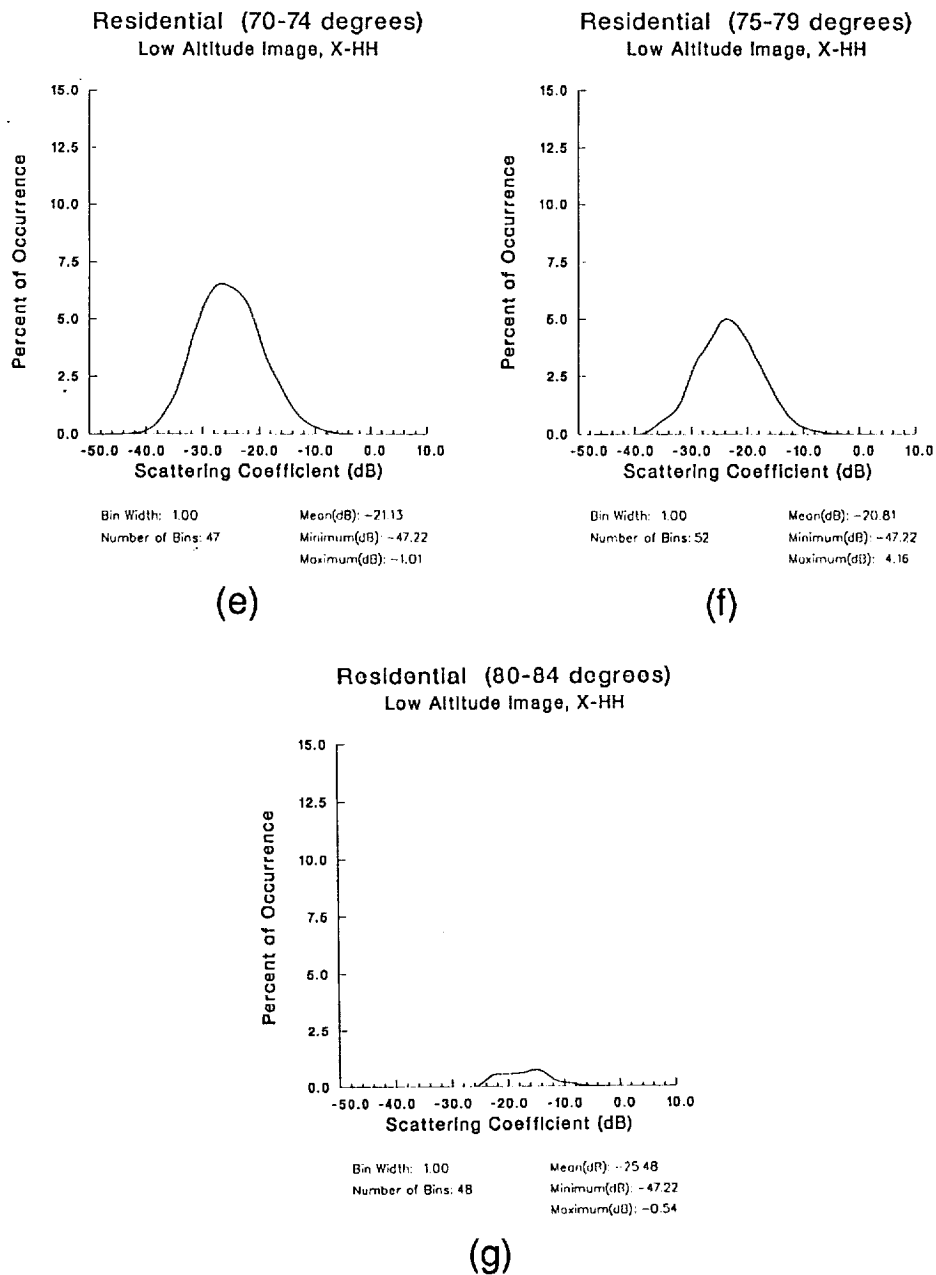 Residential (70-74 degrees)
Low Altitude Image, X-HH
15.0
12.5
10.0
7.5
5.0
2.5
0.0
Percent of Occurrence
-50.0 -40.0 -30.0 -20.0 -10.0 0.0 10.0
Scattering Coefficient (dB)
Bin Width: 1.00
Number of Bins: 47
Mean(dB): -21.13
Minimum(dB): -47.22
Maximum(dB): -1.01
(e)
Residential (75-79 degrees)
Low Altitude Image, X-HH
15.0
12.5
10.0
7.5
5.0
2.5
0.0
Percent of Occurrence
-50.0 -40.0 -30.0 -20.0 -10.0 0.0 10.0
Scattering Coefficient (dB)
Bin Width: 1.00
Number of Bins: 52
Mean(dB): -20.81
Minimum(dB): -47.22
Maximum(dB): 4.16
(f)
Residential (80-84 degrees)
Low Altitude Image, X-HH
15.0
12.5
10.0
7.5
5.0
2.5
0.0
Percent of Occurrence
-50.0 -40.0 -30.0 -20.0 -10.0 0.0 10.0
Scattering Coefficient (dB)
Bin Width: 1.00
Number of Bins: 48
Mean(dB): -25.48
Minimum(dB): -47.22
Maximum(dB): -0.54
(g)